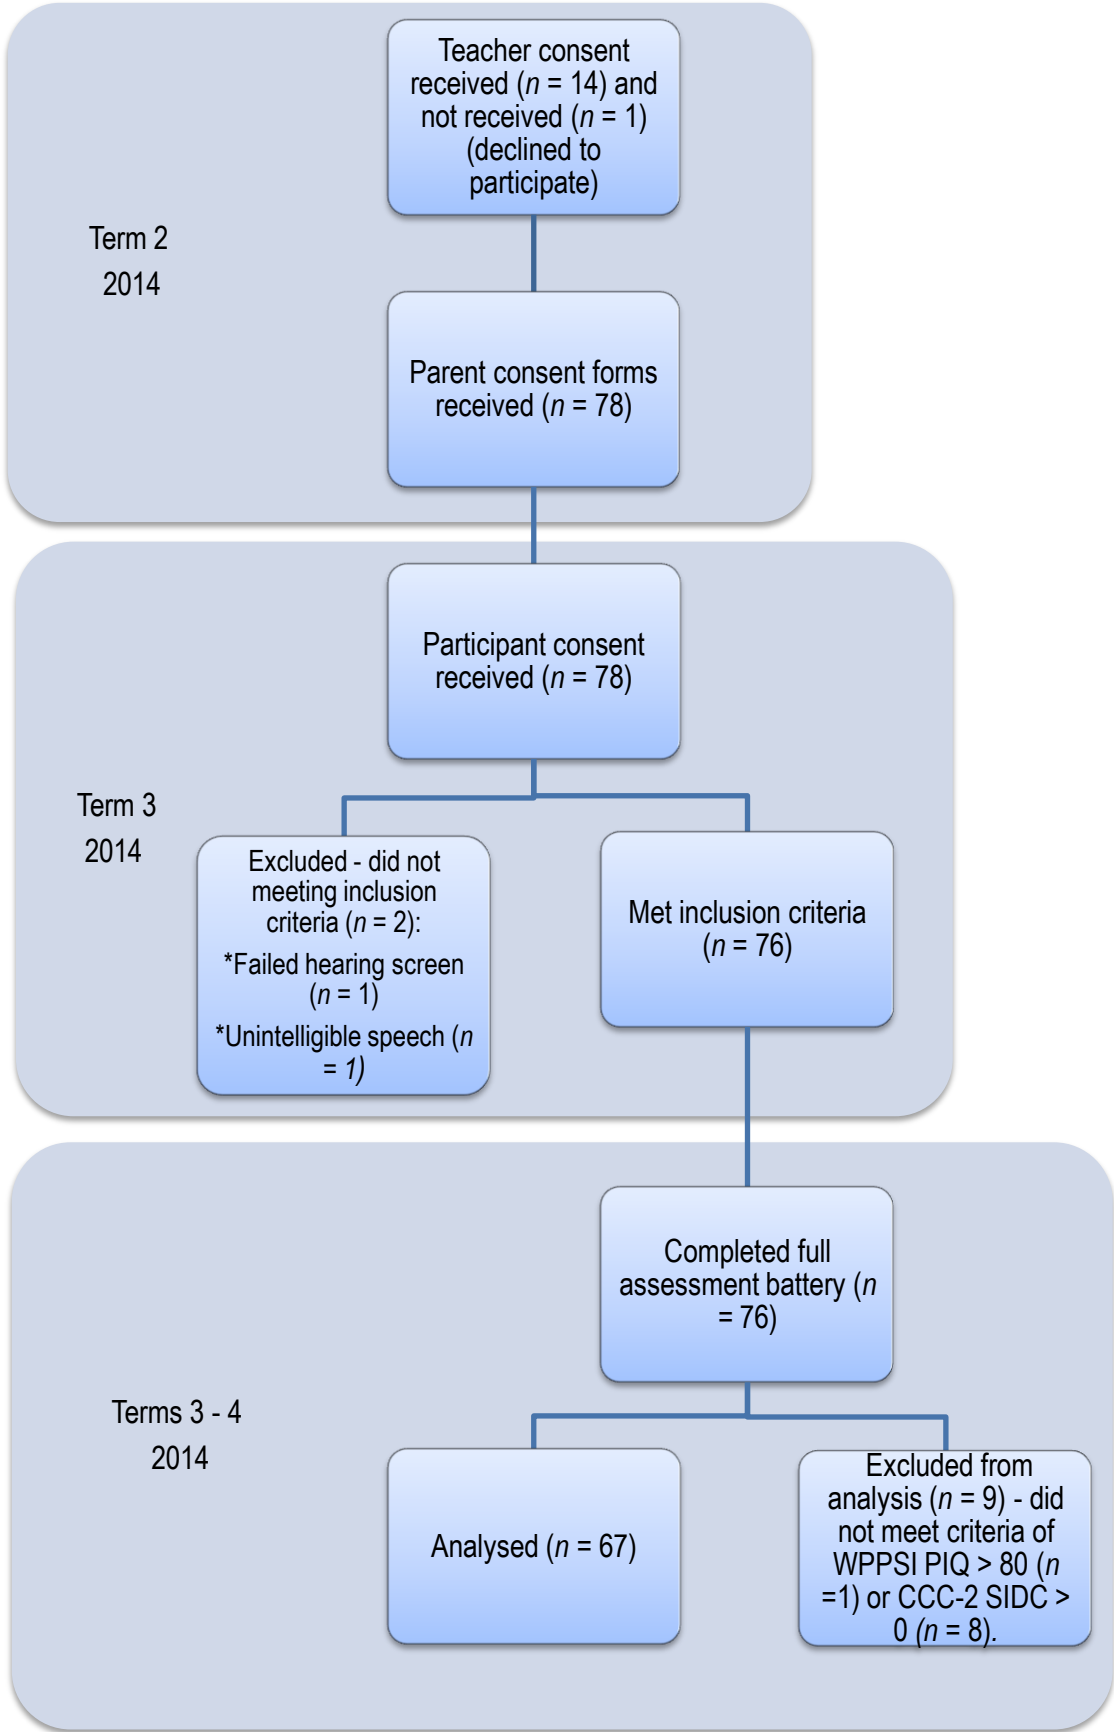 Teacher consent
received (n = 14) and
not received (n = 1)
(declined to
participate)
Term 2
2014
Parent consent forms
received (n = 78)
Participant consent
received (n = 78)
Term 3
2014
Excluded - did not
meeting inclusion
criteria (n = 2):
*Failed hearing screen
(n = 1)
*Unintelligible speech (n
= 1)
Met inclusion criteria
(n = 76)
Completed full
assessment battery (n
= 76)
Terms 3 - 4
2014
Analysed (n = 67)
Excluded from
analysis (n = 9) - did
not meet criteria of
WPPSI PIQ > 80 (n
=1) or CCC-2 SIDC >
0 (n = 8).